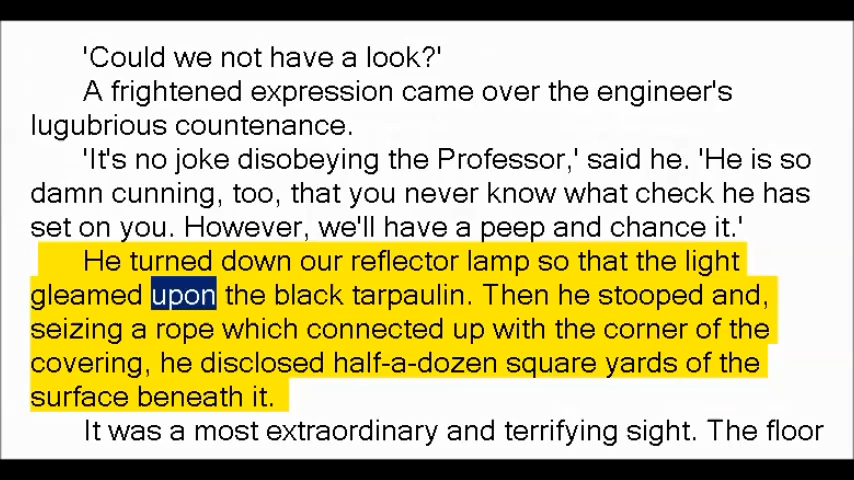 'Could we not have a look?'
A frightened expression came over the engineer's
lugubrious countenance.
'It's no joke disobeying the Professor,' said he. 'He is so
damn cunning, too, that you never know what check he has
set on you. However, we'll have a peep and chance it.'
He turned down our reflector lamp so that the light
gleamed upon the black tarpaulin. Then he stooped and,
seizing a rope which connected up with the corner of the
covering, he disclosed half-a-dozen square yards of the
surface beneath it.
It was a most extraordinary and terrifying sight. The floor